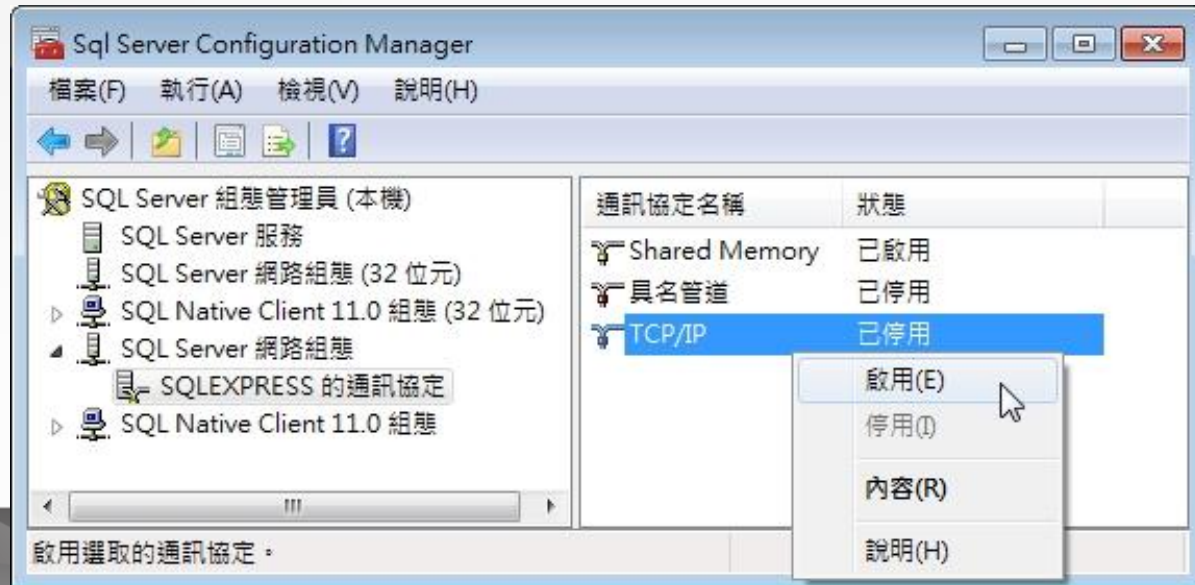 Sql Server Configuration Manager
檔案(F) 執行(A) 檢視(V) 說明(H)
SQL Server 組態管理員 (本機)
SQL Server 服務
SQL Server 網路組態 (32 位元)
SQL Native Client 11.0 組態 (32 位元)
SQL Server 網路組態
SQLEXPRESS 的通訊協定
SQL Native Client 11.0 組態
通訊協定名稱 狀態
Shared Memory 已啟用
具名管道 已停用
TCP/IP 已停用
啟用(E)
停用(I)
內容(R)
說明(H)
啟用選取的通訊協定。